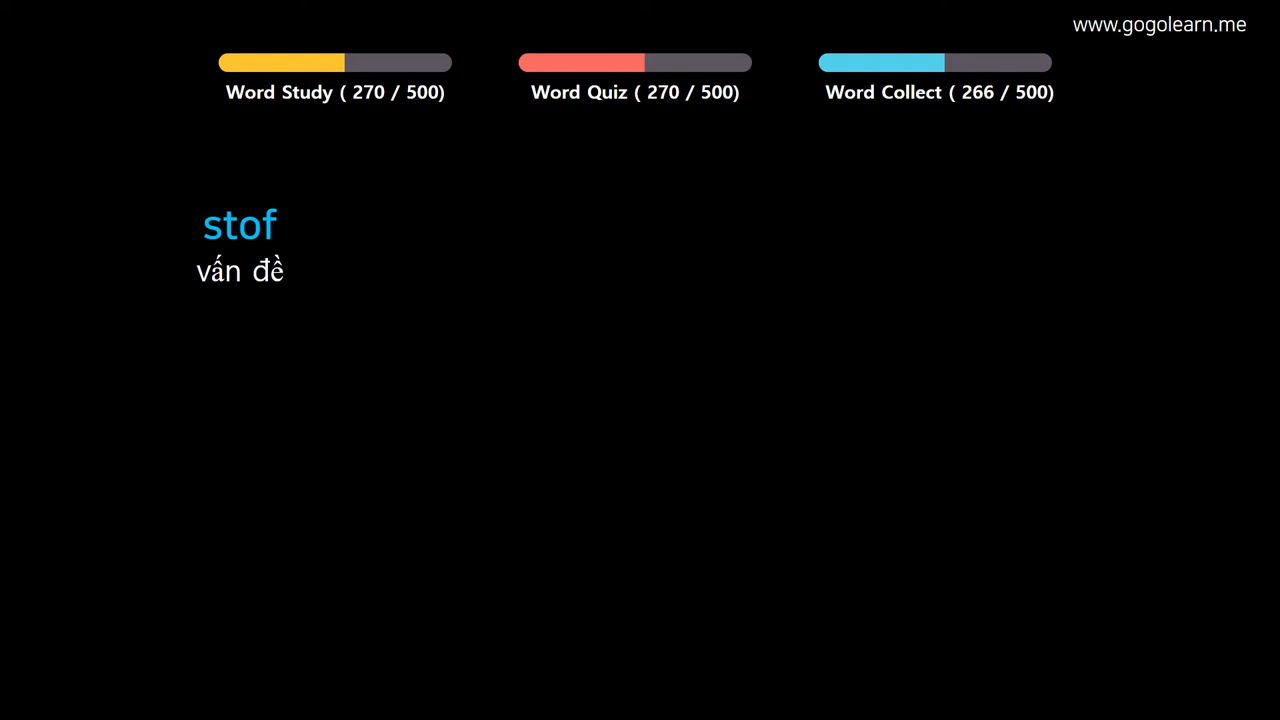 www.gogolearn.me
Word Study ( 270 / 500)
Word Quiz ( 270 / 500)
Word Collect ( 266 / 500)
stof
vấn đề